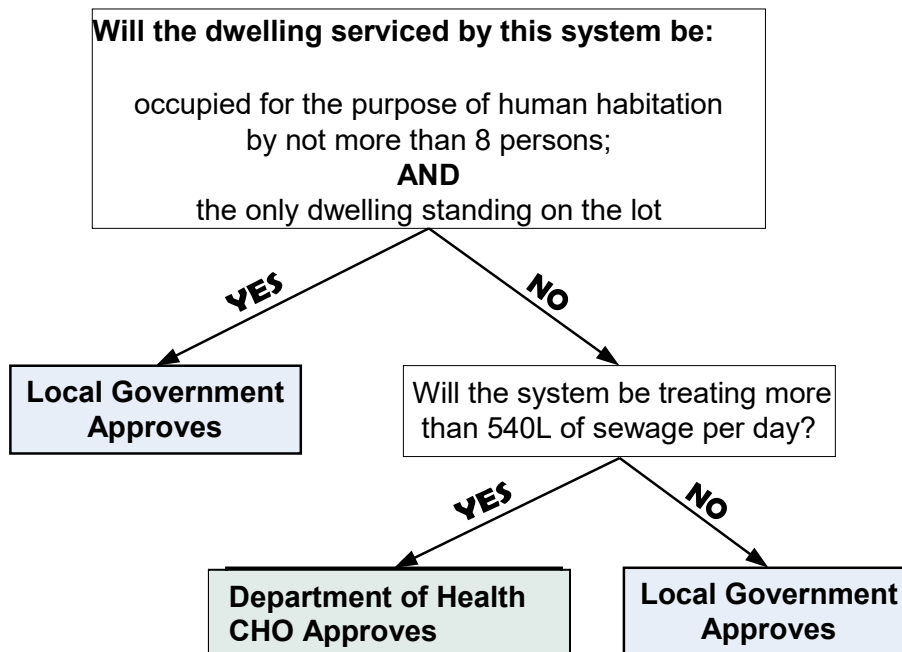 Will the dwelling serviced by this system be:
occupied for the purpose of human habitation
by not more than 8 persons;
AND
the only dwelling standing on the lot
YES
NO
Local Government
Approves
Will the system be treating more
than 540L of sewage per day?
YES
NO
Department of Health
CHO Approves
Local Government
Approves